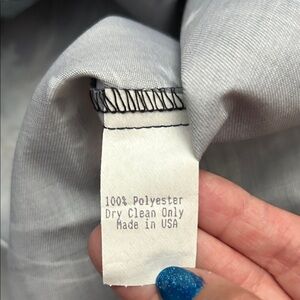 100% Polyester
Dry Clean Only
Made in USA